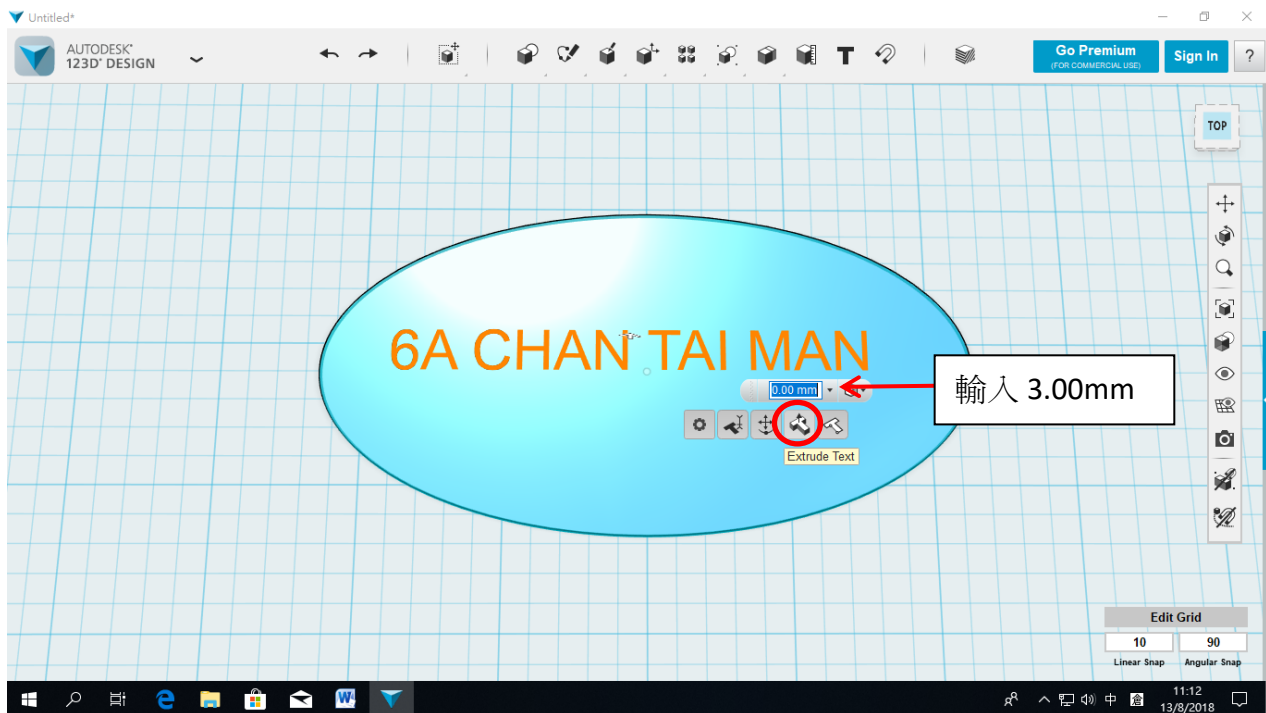 Untitled*
AUTODESK®
123D® DESIGN
T
Go Premium
(FOR COMMERCIAL USE)
Sign In
?
TOP
6A CHAN TAI MAN
0.00 mm
輸入 3.00mm
Extrude Text
Edit Grid
10
90
Linear Snap
Angular Snap
中
11:12
13/8/2018